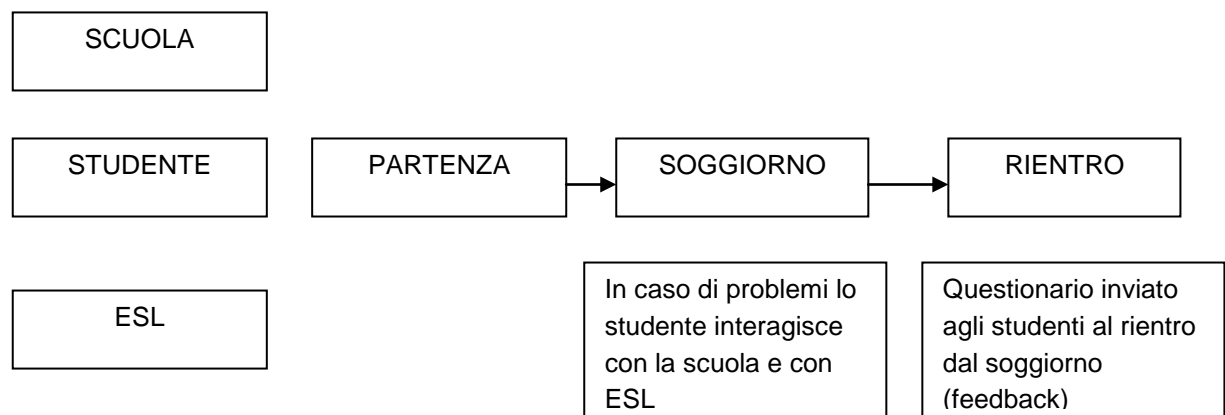 SCUOLA
STUDENTE
PARTENZA
SOGGIORNO
RIENTRO
ESL
In caso di problemi lo
studente interagisce
con la scuola e con
ESL
Questionario inviato
agli studenti al rientro
dal soggiorno
(feedback)